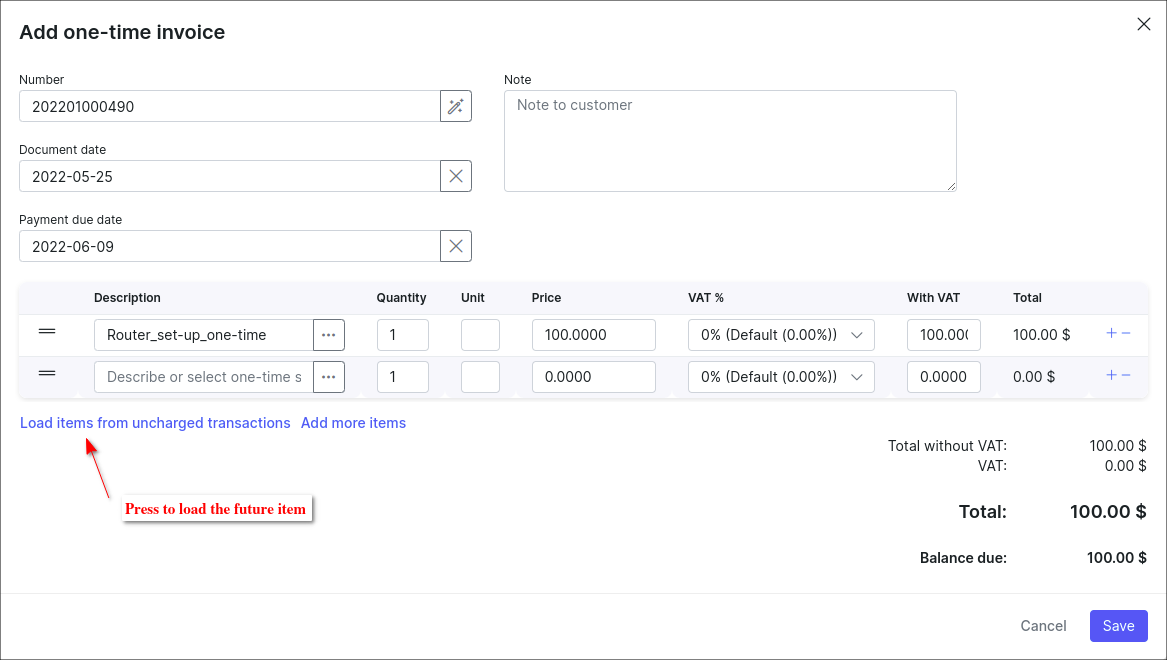 Add one-time invoice
Number
202201000490
Document date
2022-05-25
Payment due date
2022-06-09
Note
Note to customer
Description Quantity Unit Price VAT % With VAT Total
Router_set-up_one-time ... 1 100.0000 0% (Default (0.00%)) 100.00( 100.00 $ + −
Describe or select one-time s ... 1 0.0000 0% (Default (0.00%)) 0.0000 0.00 $ + −
Load items from uncharged transactions Add more items
Press to load the future item
Total without VAT: 100.00 $
VAT: 0.00 $
Total: 100.00 $
Balance due: 100.00 $
Cancel Save